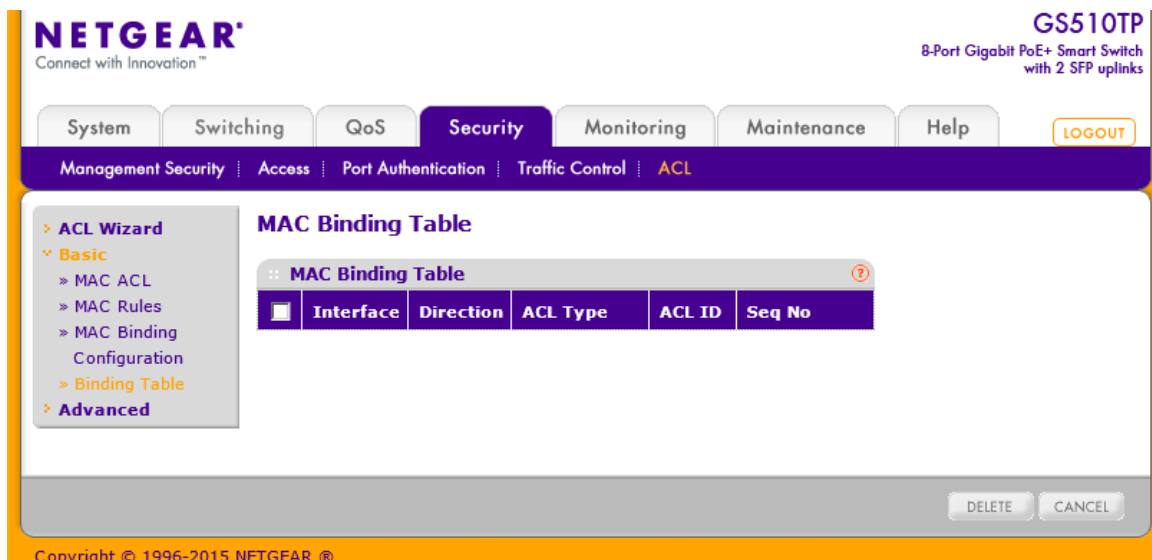 NETGEAR®
Connect with Innovation™
GS510TP
8-Port Gigabit PoE+ Smart Switch
with 2 SFP uplinks
System Switching QoS Security Monitoring Maintenance Help LOGOUT
Management Security Access Port Authentication Traffic Control ACL
ACL Wizard
Basic
» MAC ACL
» MAC Rules
» MAC Binding
Configuration
» Binding Table
Advanced
MAC Binding Table
MAC Binding Table ?
Interface Direction ACL Type ACL ID Seq No
DELETE CANCEL
Copyright © 1996-2015 NETGEAR ®